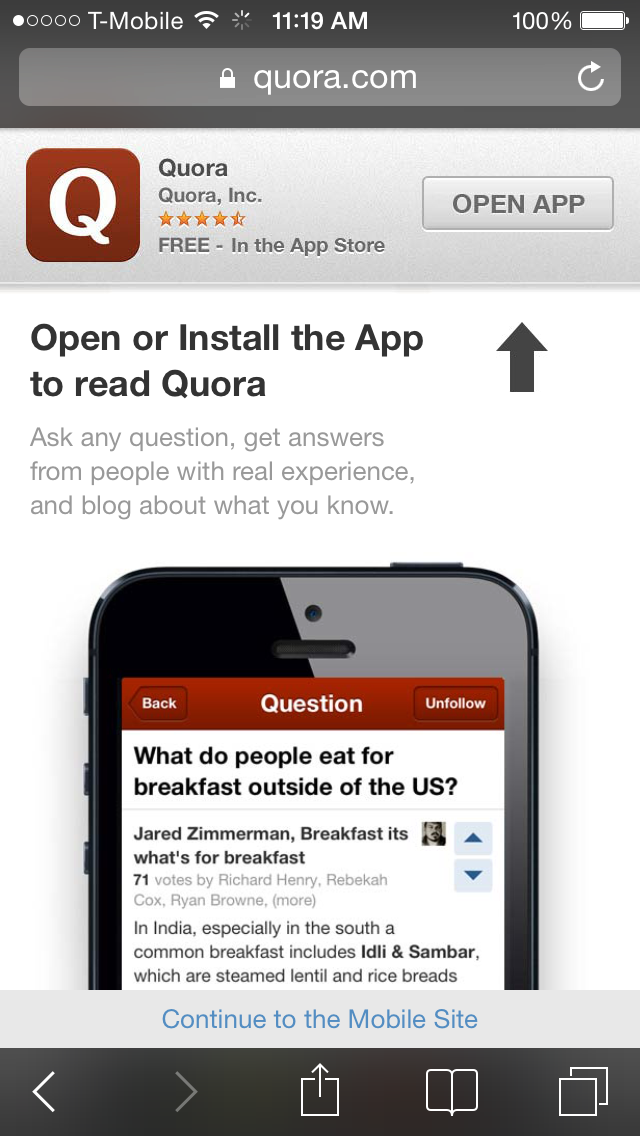 T-Mobile 11:19 AM 100%
quora.com
Q
Quora
Quora, Inc.
FREE - In the App Store
OPEN APP
Open or Install the App
to read Quora
Ask any question, get answers
from people with real experience,
and blog about what you know.
Back Question Unfollow
What do people eat for
breakfast outside of the US?
Jared Zimmerman, Breakfast its
what's for breakfast
71 votes by Richard Henry, Rebekah
Cox, Ryan Browne, (more)
In India, especially in the south a
common breakfast includes Idli & Sambar,
which are steamed lentil and rice breads
Continue to the Mobile Site